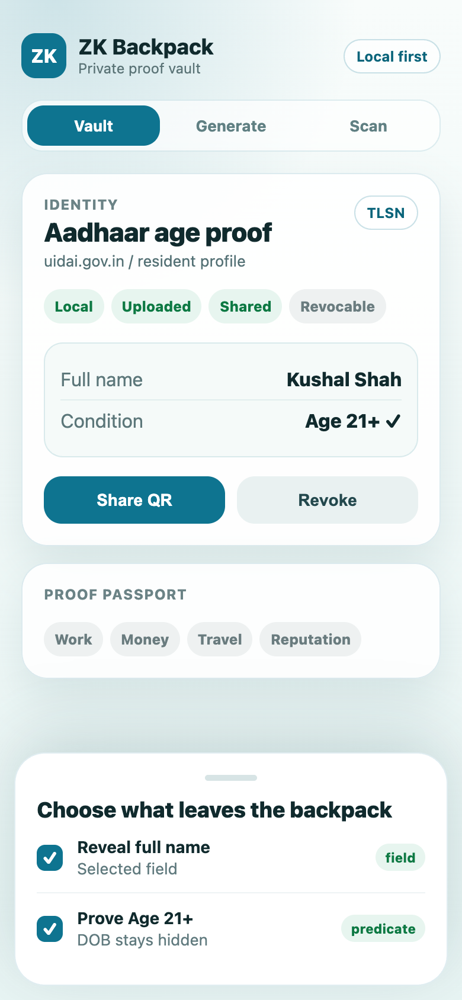 ZK
ZK Backpack
Private proof vault
Local first
Vault Generate Scan
IDENTITY
Aadhaar age proof
uidai.gov.in / resident profile
TLSN
Local Uploaded Shared Revocable
Full name Kushal Shah
Condition Age 21+ ✓
Share QR Revoke
PROOF PASSPORT
Work Money Travel Reputation
Choose what leaves the backpack
Reveal full name
Selected field
field
Prove Age 21+
DOB stays hidden
predicate